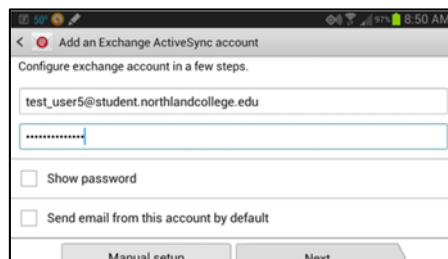 50° 97% 8:50 AM
< Add an Exchange ActiveSync account
Configure exchange account in a few steps.
test_user5@student.northlandcollege.edu
••••••••••••••
Show password
Send email from this account by default
Manual setup Next